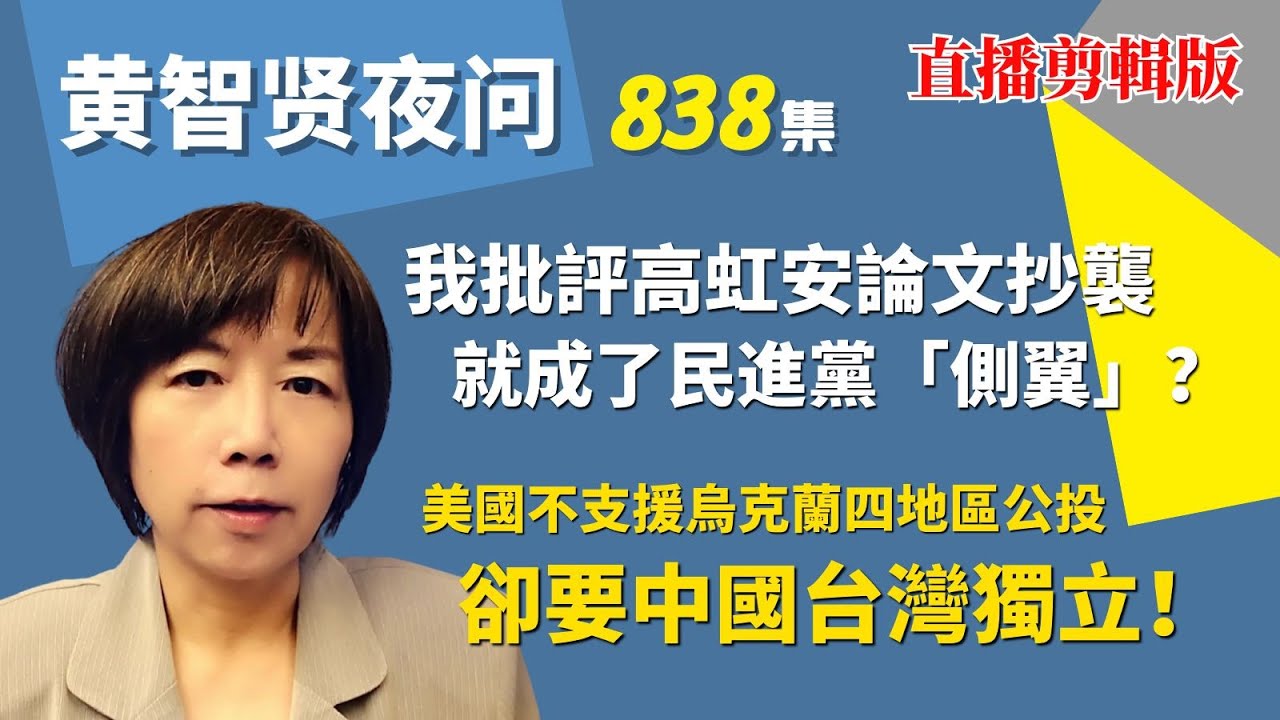 黄智贤夜问 838集
直播剪輯版
我批評高虹安論文抄襲
就成了民進黨「側翼」?
美國不支援烏克蘭四地區公投
卻要中國台灣獨立!